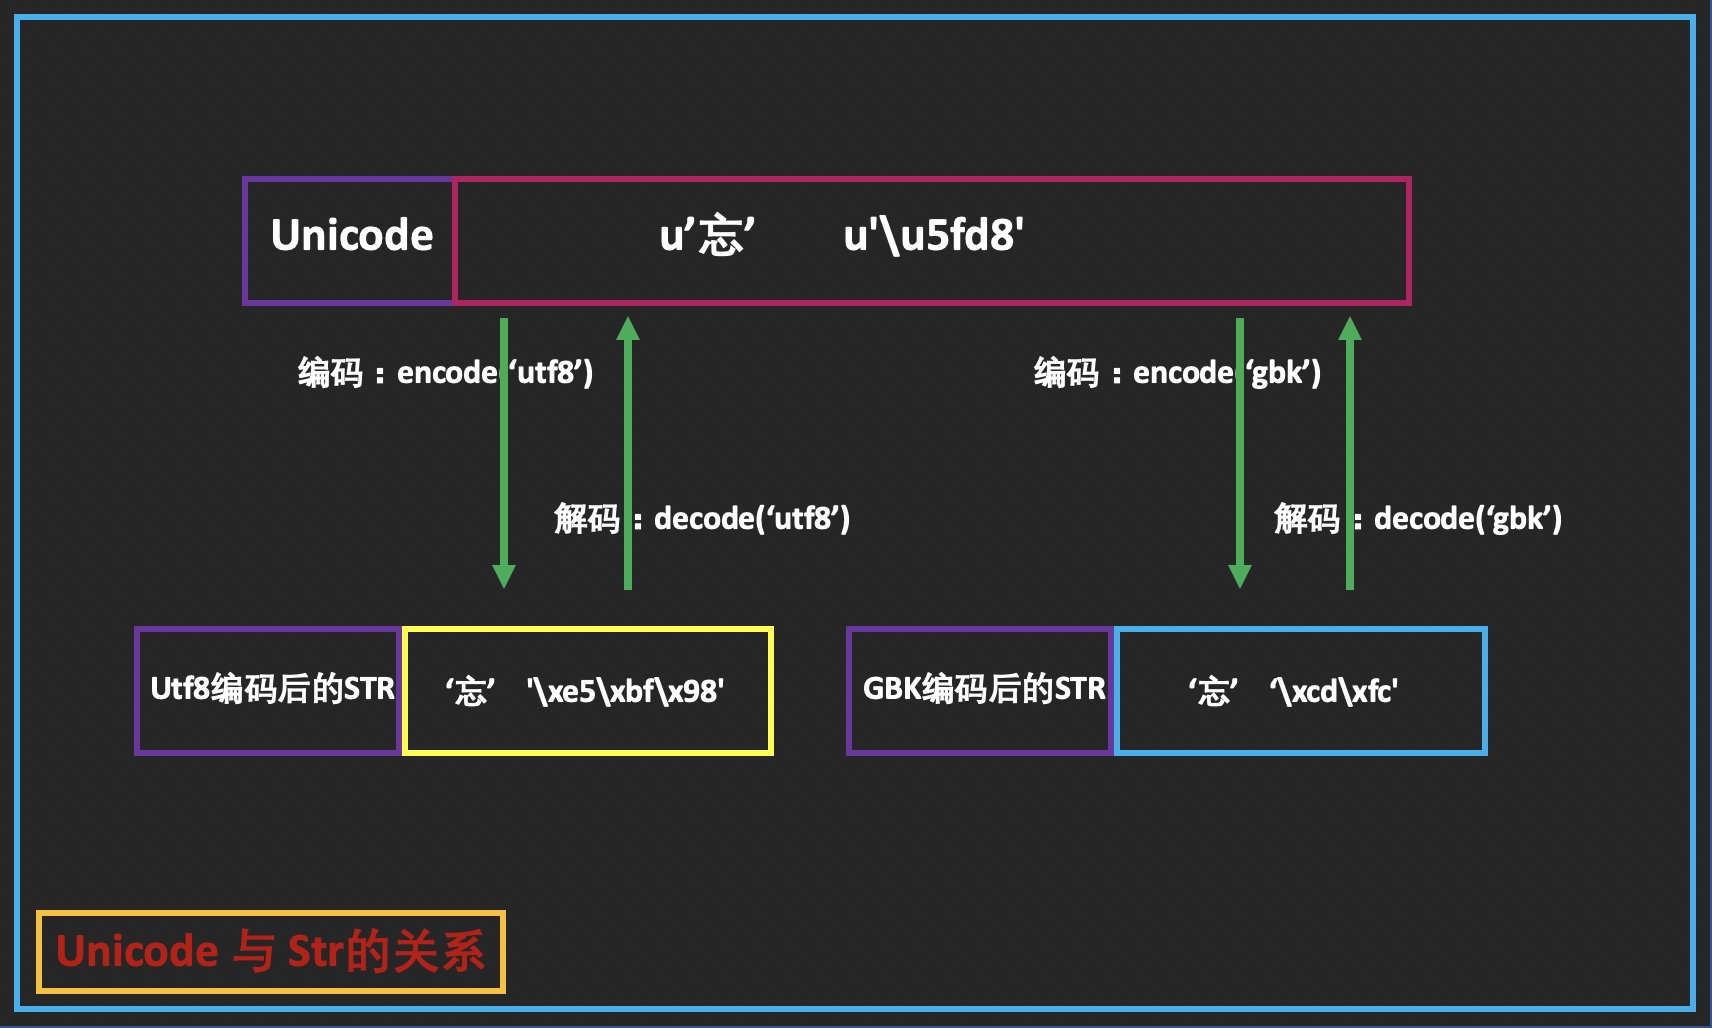 Unicode u’忘’ u'\u5fd8'
编码：encode(‘utf8’) 编码：encode(‘gbk’)
解码：decode(‘utf8’) 解码：decode(‘gbk’)
Utf8编码后的STR ‘忘’ '\xe5\xbf\x98' GBK编码后的STR ‘忘’ ‘\xcd\xfc'
Unicode 与 Str的关系